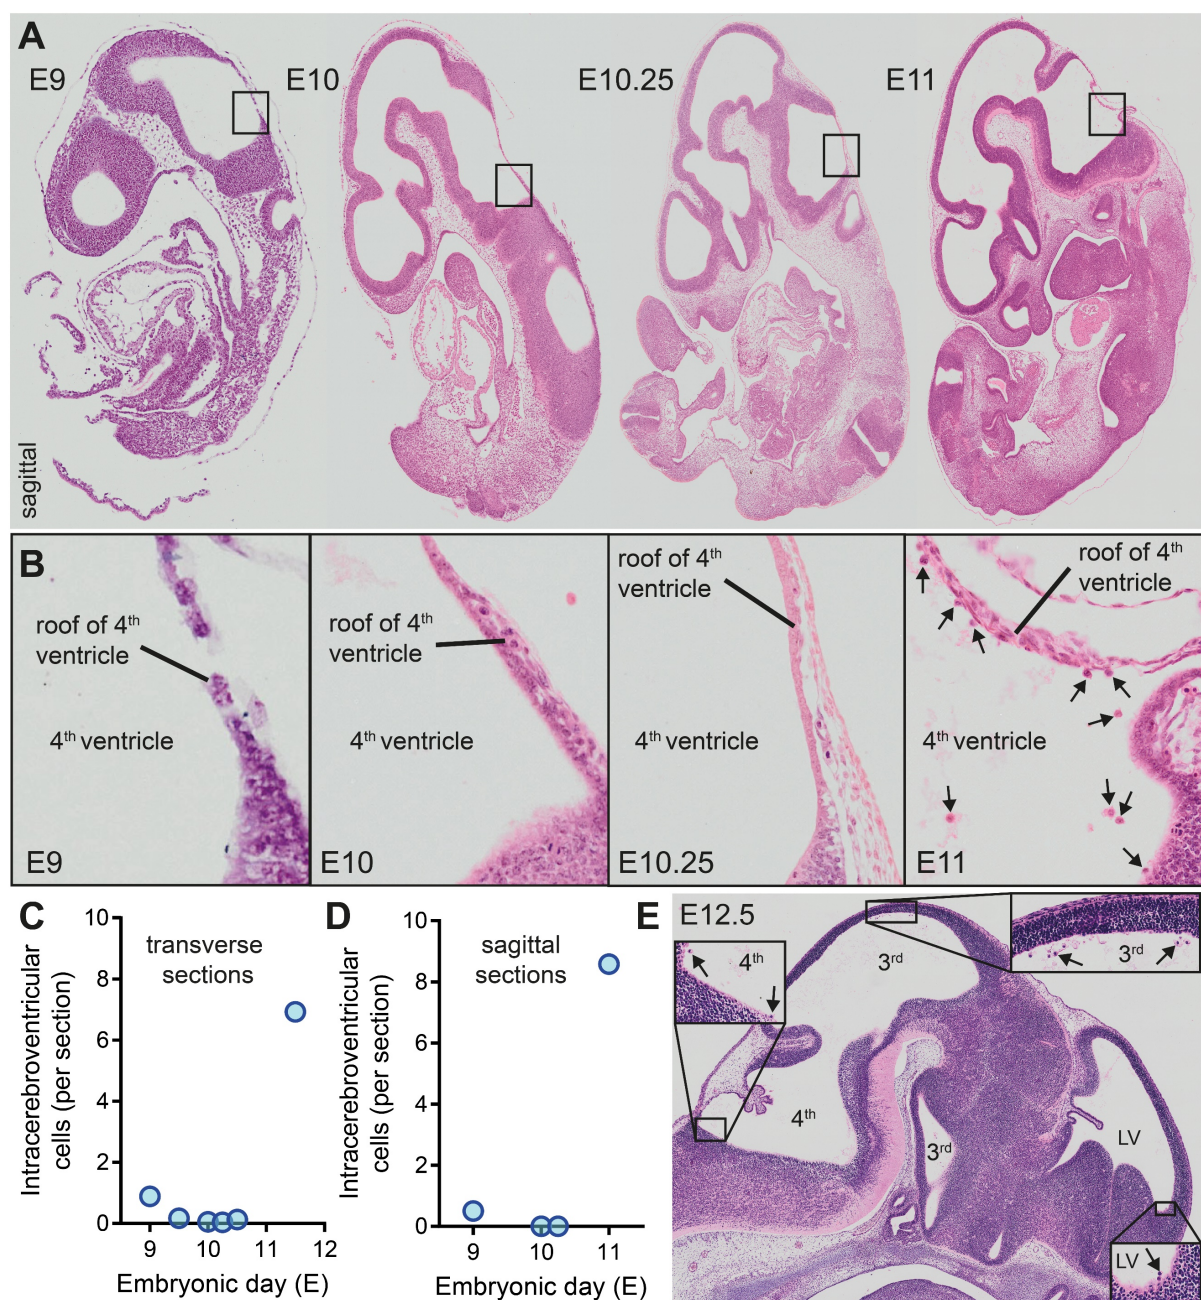 A
E9
E10
E10.25
E11
sagittal
B
roof of 4th
ventricle
4th ventricle
E9
roof of 4th
ventricle
4th ventricle
E10
roof of 4th
ventricle
4th ventricle
E10.25
roof of 4th
ventricle
4th ventricle
E11
C
Intracerebroventricular
cells (per section)
transverse
sections
10
8
6
4
2
0
9
10
11
12
Embryonic day (E)
D
Intracerebroventricular
cells (per section)
sagittal
sections
10
8
6
4
2
0
9
10
11
Embryonic day (E)
E
E12.5
4th
3rd
3rd
4th
3rd
LV
LV